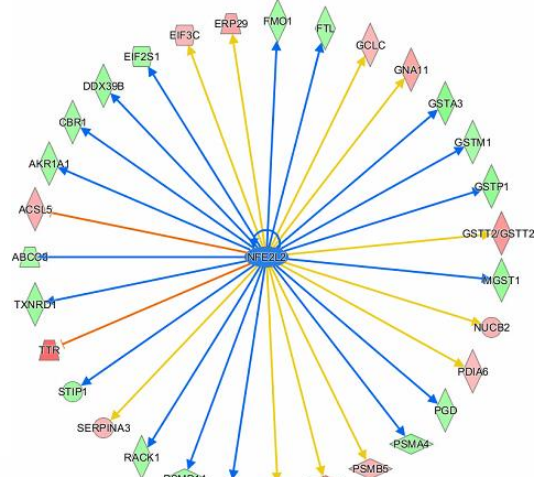 FMO1
ERP29
FTL
EIF3C
GCLC
EIF2S1
GNA11
DDX39B
GSTA3
CBR1
GSTM1
AKR1A1
GSTP1
ACSL5
GSTT2/GSTT2
ABCC3
NFE2L2
MGST1
TXNRD1
NUCB2
TTR
PDIA6
STIP1
PGD
SERPINA3
PSMA4
RACK1
PSMB5